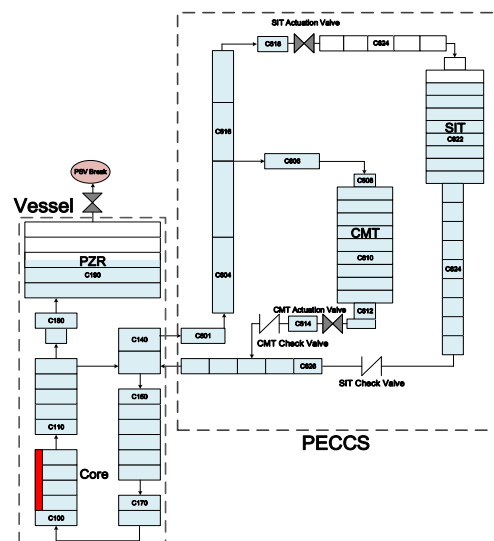 SIT Actuation Valve
C618
C624
C616
SIT
C622
PSV Break
C606
C608
Vessel
CMT
C610
PZR
C190
C604
C624
CMT Actuation Valve
C612
C180
C614
C140
C601
CMT Check Valve
C626
SIT Check Valve
C150
C110
PECCS
Core
C170
C100